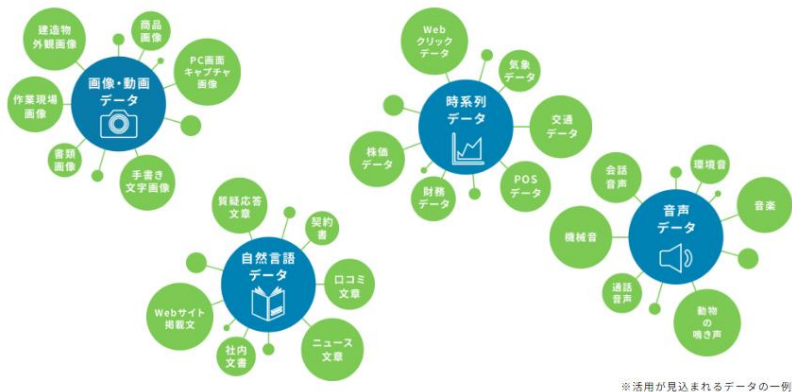 建造物
外観画像
商品
画像
PC画面
キャプチャ
画像
画像・動画
データ
作業現場
画像
書類
画像
手書き
文字画像
Web
クリック
データ
気象
データ
時系列
データ
交通
データ
株価
データ
財務
データ
POS
データ
質疑応答
文章
契約
書
自然言語
データ
口コミ
文章
Webサイト
掲載文
社内
文書
ニュース
文章
会話
音声
環境音
音楽
音声
データ
機械音
通話
音声
動物
の
鳴き声
※活用が見込まれるデータの一例